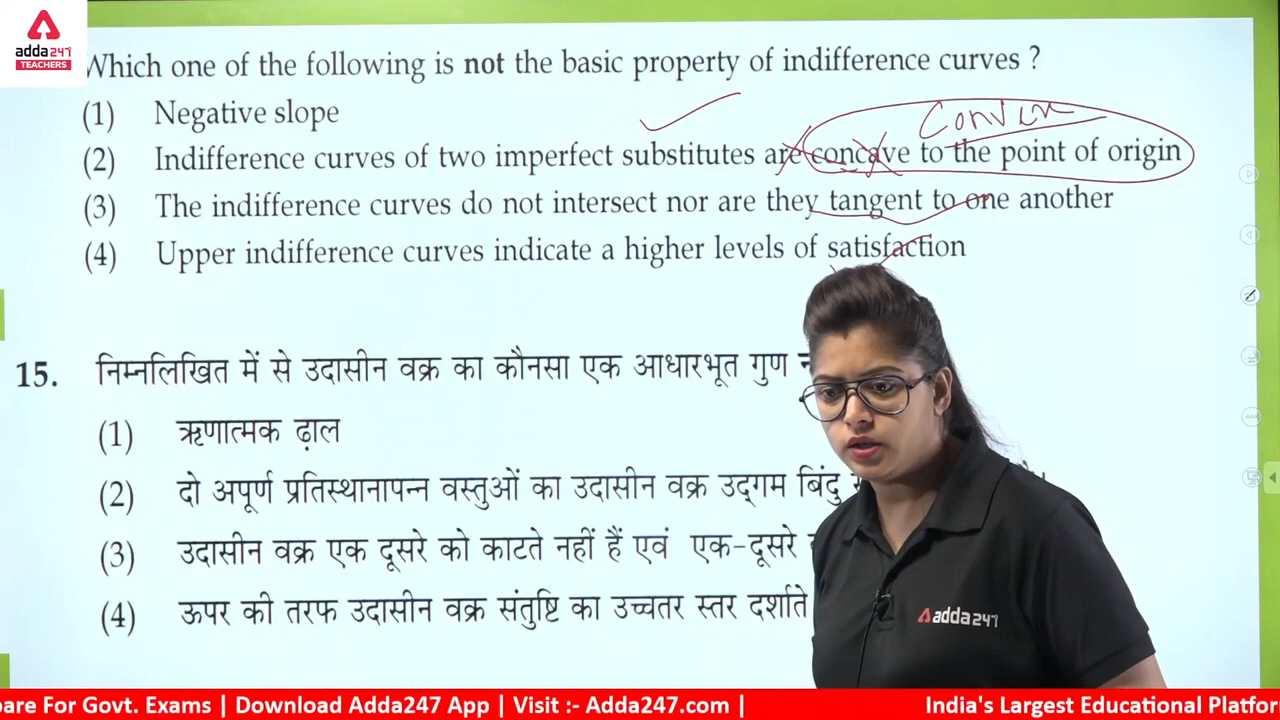 adda247
TEACHERS
Which one of the following is not the basic property of indifference curves ?
(1) Negative slope
Convex
(2) Indifference curves of two imperfect substitutes are concave to the point of origin
(3) The indifference curves do not intersect nor are they tangent to one another
(4) Upper indifference curves indicate a higher levels of satisfaction
15. निम्नलिखित में से उदासीन वक्र का कौनसा एक आधारभूत गुण
(1) ऋणात्मक ढ़ाल
(2) दो अपूर्ण प्रतिस्थानापन्न वस्तुओं का उदासीन वक्र उद्गम बिंदु
(3) उदासीन वक्र एक दूसरे को काटते नहीं हैं एवं एक-दूसरे
(4) ऊपर की तरफ उदासीन वक्र संतुष्टि का उच्चतर स्तर दर्शाते
adda247
pare For Govt. Exams | Download Adda247 App | Visit :- Adda247.com | India's Largest Educational Platfor